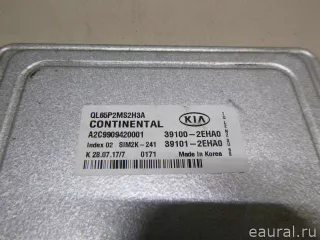 QL65P2MS2H3A
CONTINENTAL KIA
A2C9909420001 39100-2EHA0
Index 02 SIM2K-241 39101-2EHA0
K 28.07.17/7 0171 Made in Korea
eural.ru